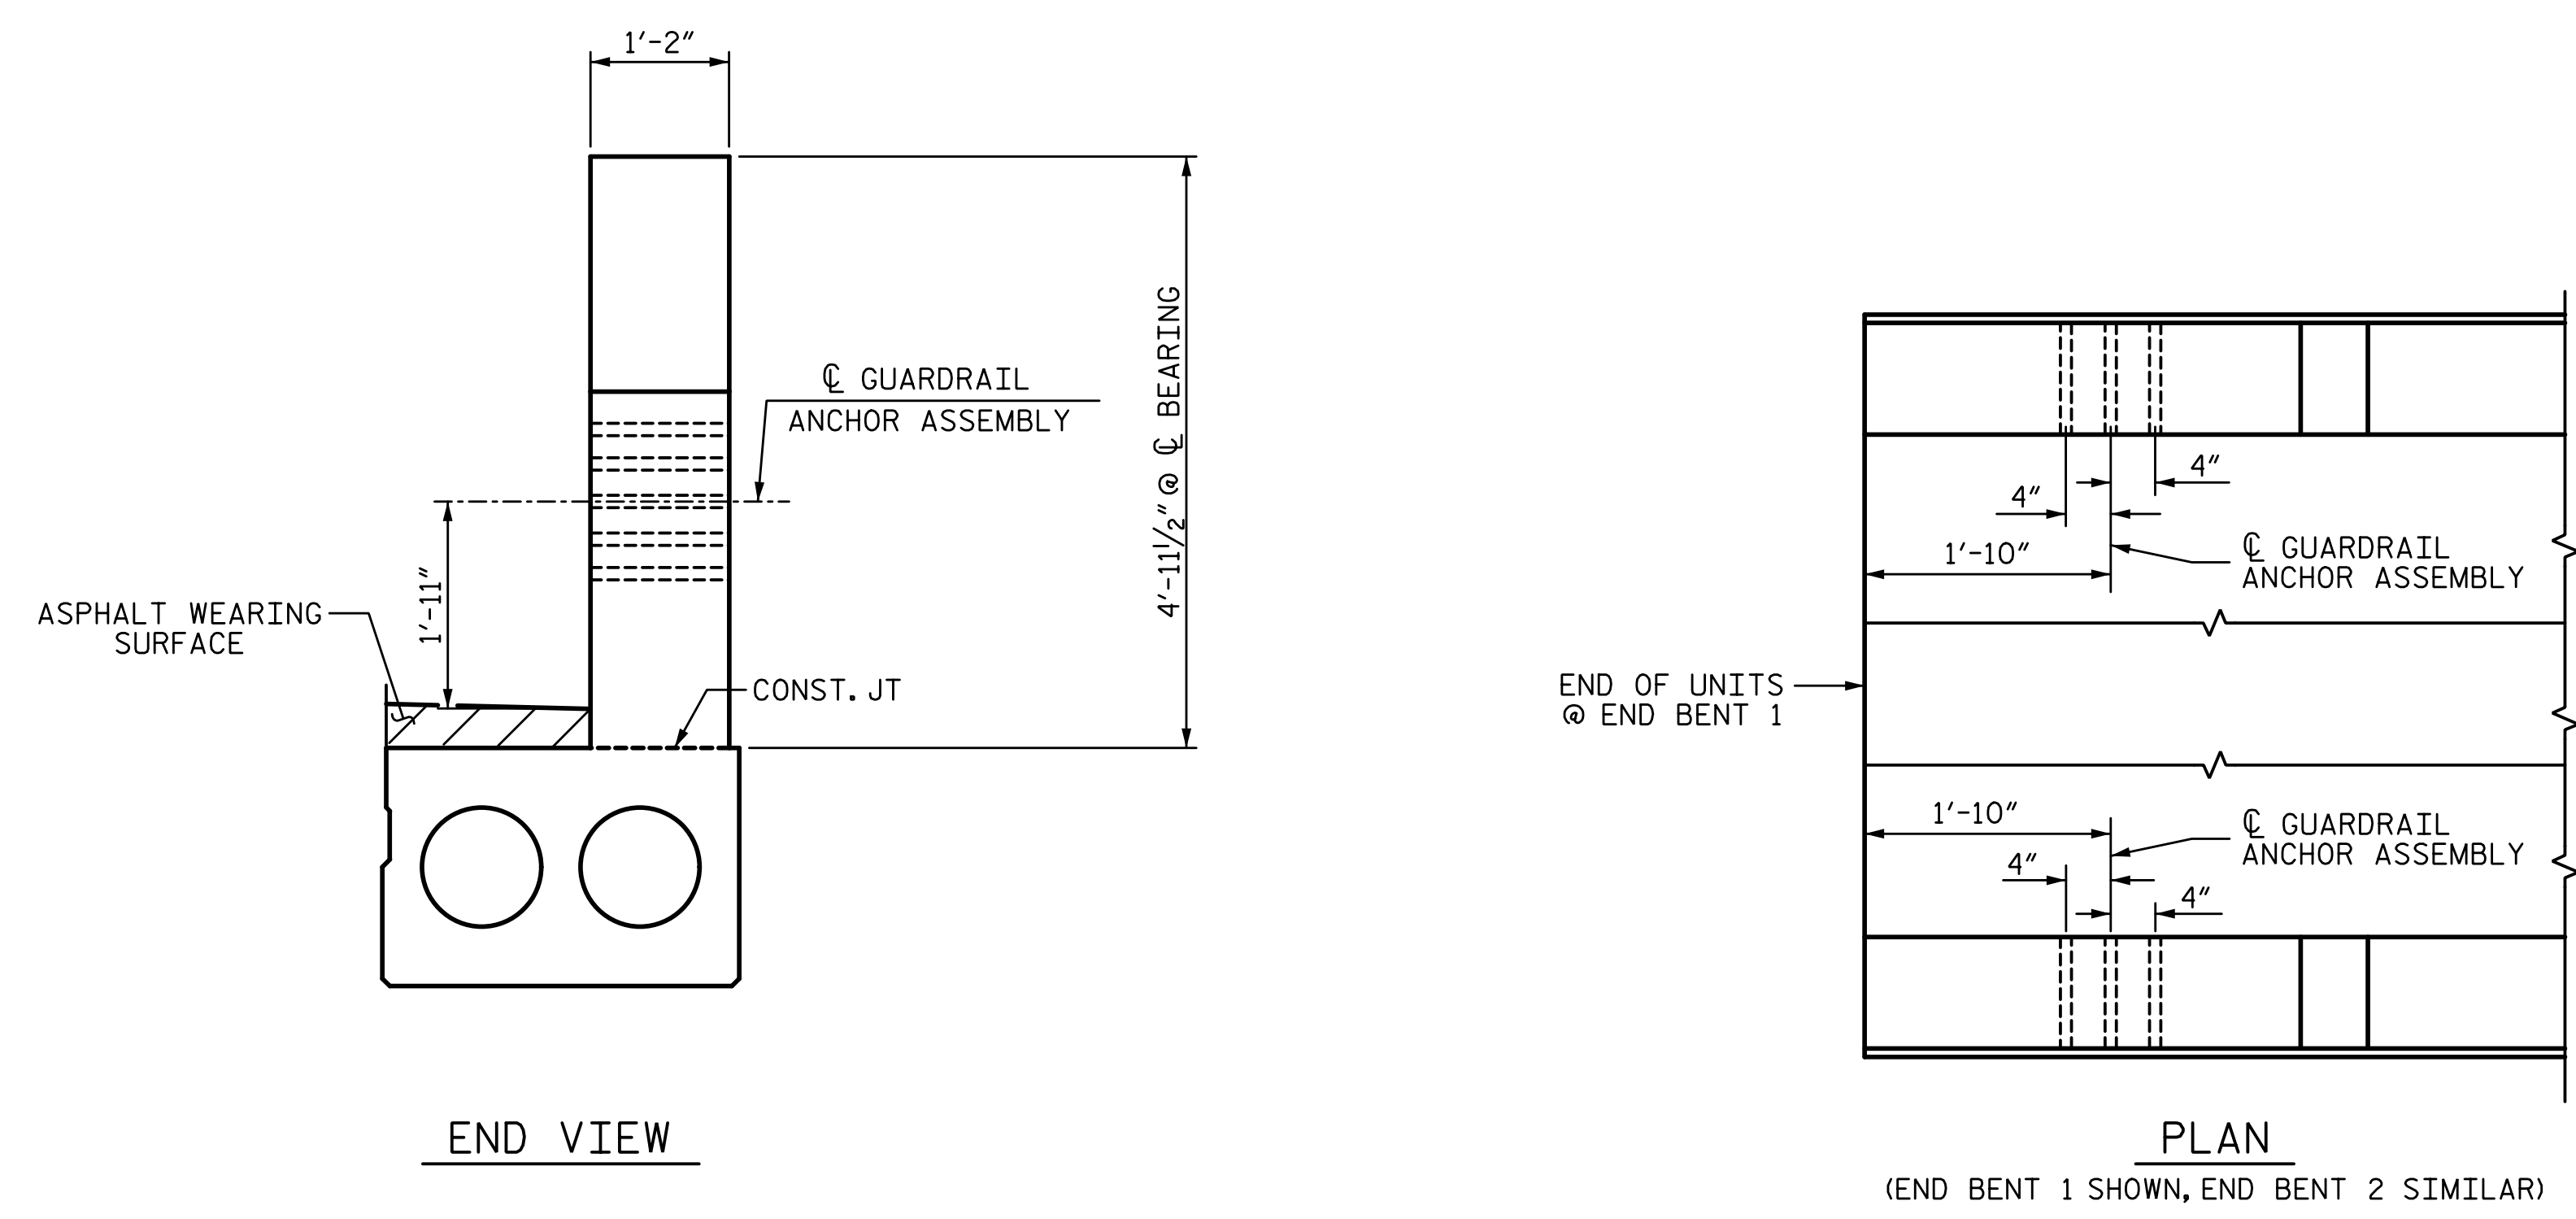 1'-2"
℄ GUARDRAIL
ANCHOR ASSEMBLY
4'-11½" @ ℄ BEARING
1'-11"
ASPHALT WEARING
SURFACE
CONST. JT
END VIEW
4"
4"
1'-10"
℄ GUARDRAIL
ANCHOR ASSEMBLY
END OF UNITS
@ END BENT 1
1'-10"
℄ GUARDRAIL
ANCHOR ASSEMBLY
4"
4"
PLAN
(END BENT 1 SHOWN, END BENT 2 SIMILAR)